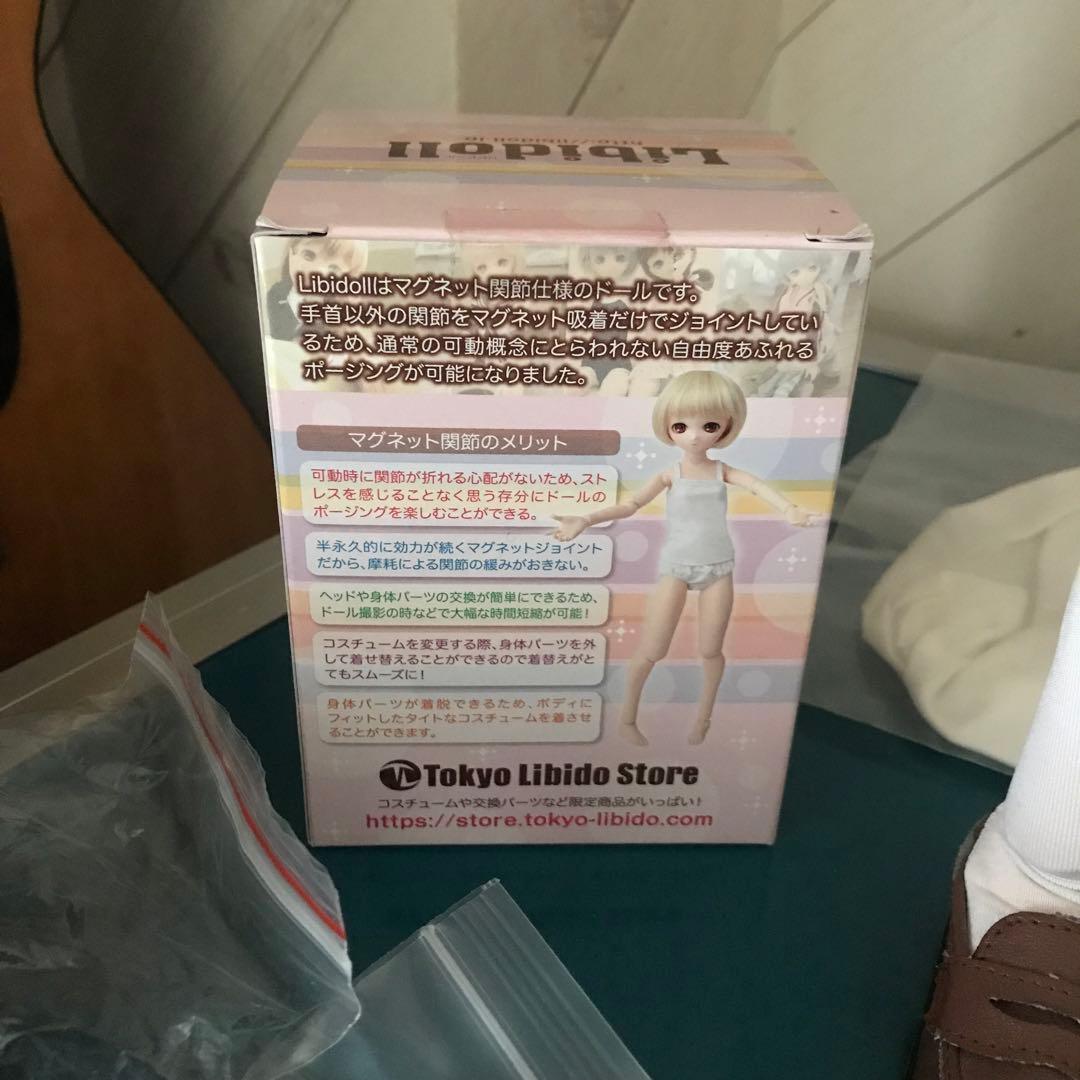 Libidoll
http://libidoll.jp
Libidollはマグネット関節仕様のドールです。
手首以外の関節をマグネット吸着だけでジョイントしてい
るため、通常の可動概念にとらわれない自由度あふれる
ポージングが可能になりました。
マグネット関節のメリット
可動時に関節が折れる心配がないため、スト
レスを感じることなく思う存分にドールの
ポージングを楽しむことができる。
半永久的に効力が続くマグネットジョイント
だから、摩耗による関節の緩みがおきない。
ヘッドや身体パーツの交換が簡単にできるため、
ドール撮影の時などで大幅な時間短縮が可能!
コスチュームを変更する際、身体パーツを外
して着せ替えることができるので着替えがと
てもスムーズに!
身体パーツが着脱できるため、ボディに
フィットしたタイトなコスチュームを着させ
ることができます。
Tokyo Libido Store
コスチュームや交換パーツなど限定商品がいっぱい!
https://store.tokyo-libido.com